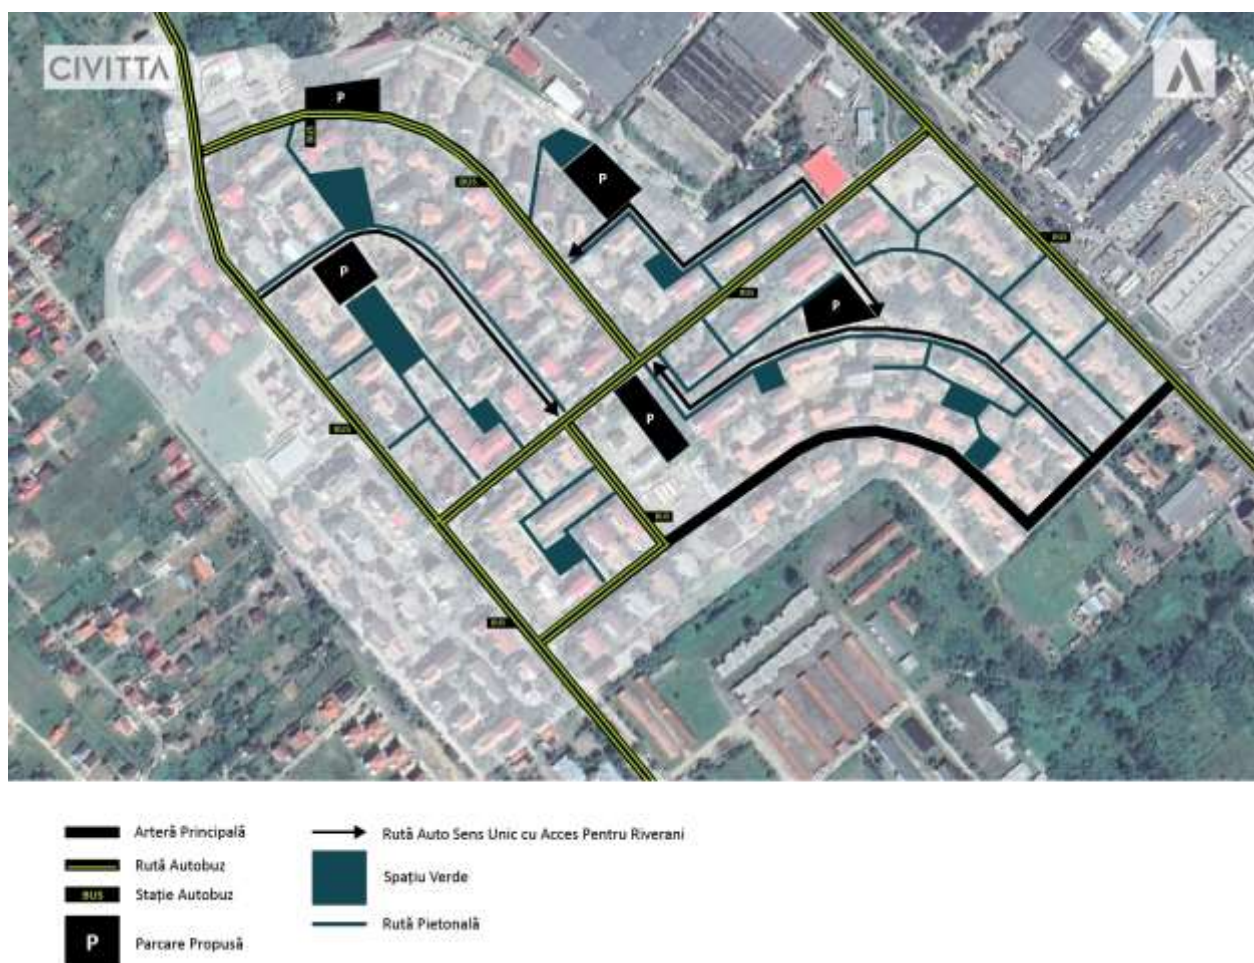 CIVITTA
P
BUS
P
BUS
BUS
P
BUS
P
P
BUS
BUS
BUS
Arteră Principală
Rută Auto Sens Unic cu Acces Pentru Riverani
Rută Autobuz
BUS Stație Autobuz
Spațiu Verde
P Parcare Propusă
Rută Pietonală